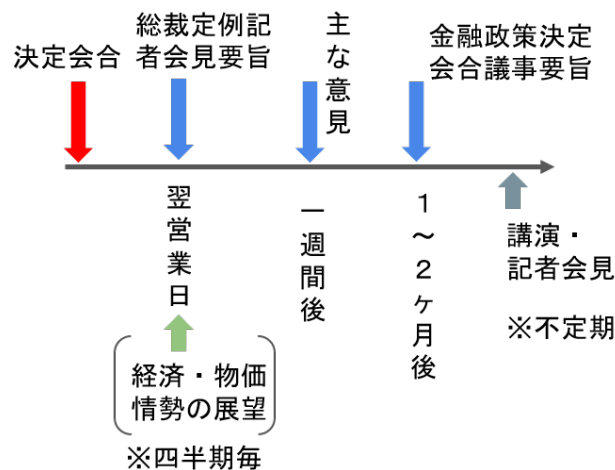 決定会合
総裁定例記
者会見要旨
主な意見
金融政策決定
会合議事要旨
翌営業日
一週間後
1～2ヶ月後
講演・
記者会見
※不定期
経済・物価
情勢の展望
※四半期毎